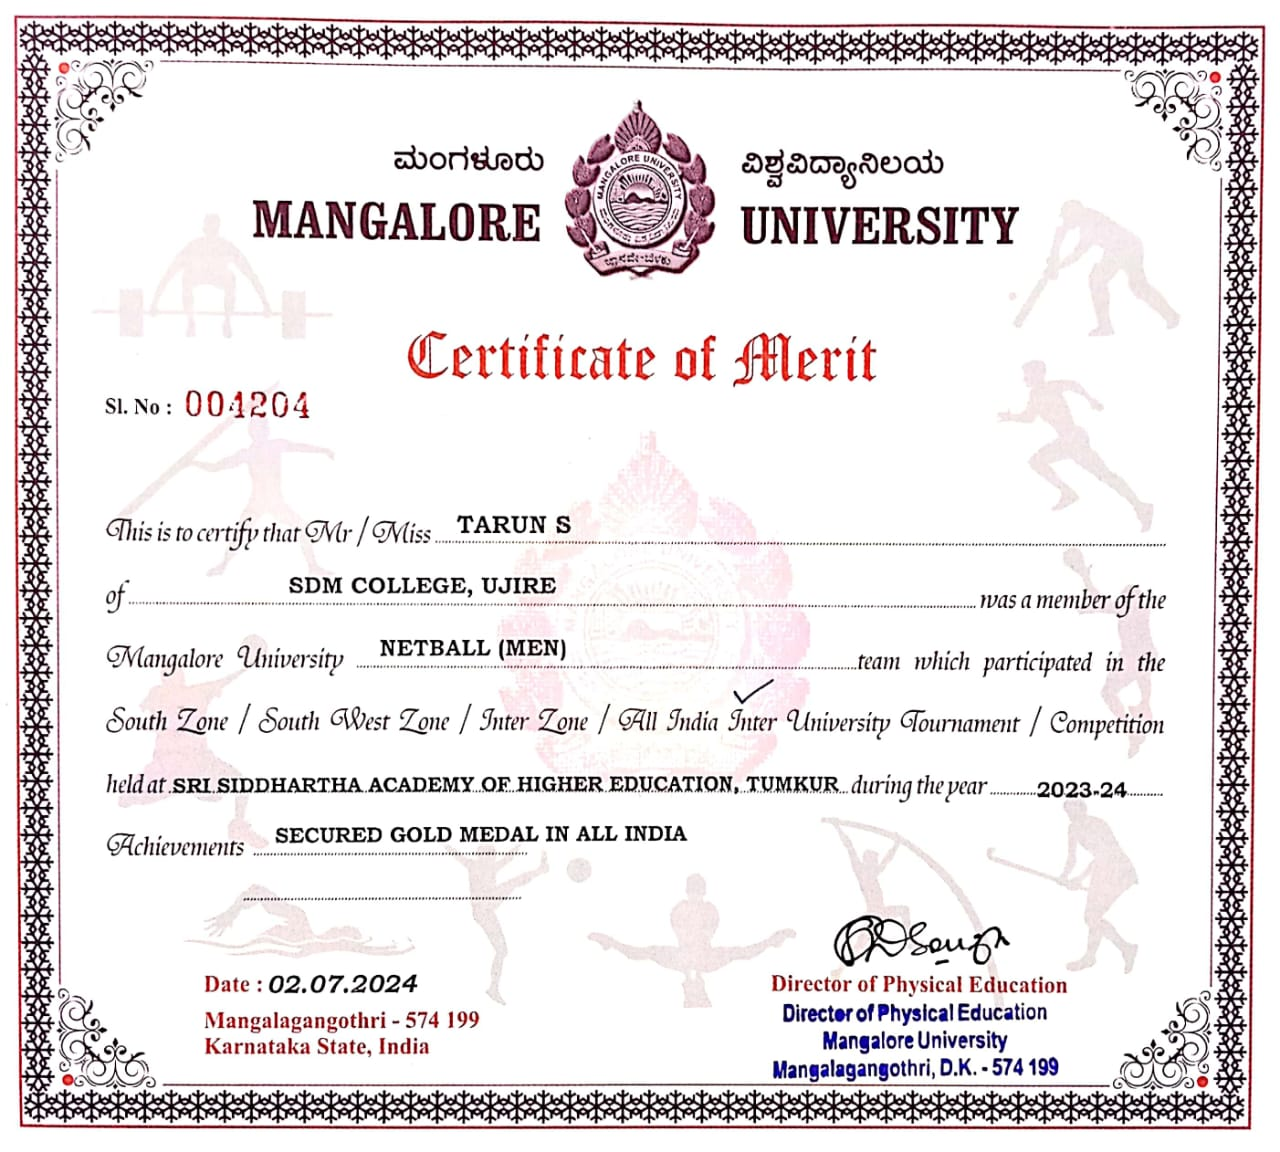 ಮಂಗಳೂರು ವಿಶ್ವವಿದ್ಯಾನಿಲಯ
MANGALORE UNIVERSITY
MANGALORE UNIVERSITY
Certificate of Merit
Sl. No : 004204
This is to certify that Mr / Miss TARUN S
of SDM COLLEGE, UJIRE was a member of the
Mangalore University NETBALL (MEN) team which participated in the
South Zone / South West Zone / Inter Zone / All India Inter University Tournament / Competition
held at SRI SIDDHARTHA ACADEMY OF HIGHER EDUCATION, TUMKUR during the year 2023-24
Achievements SECURED GOLD MEDAL IN ALL INDIA
Date : 02.07.2024
Mangalagangothri - 574 199
Karnataka State, India
Director of Physical Education
Director of Physical Education
Mangalore University
Mangalagangothri, D.K. - 574 199